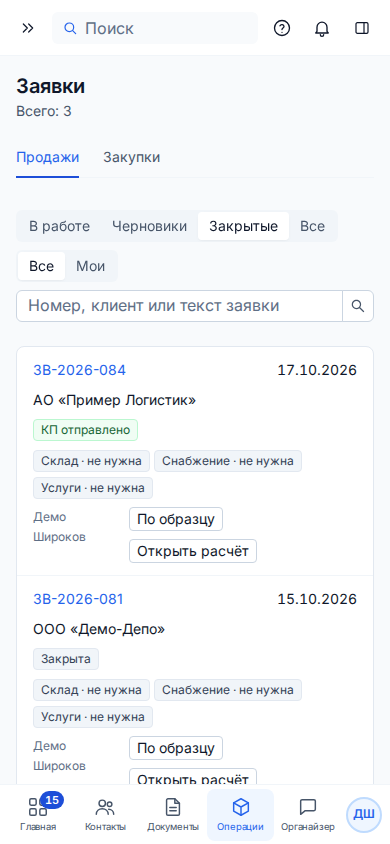 Поиск
Заявки
Всего: 3
Продажи Закупки
В работе Черновики Закрытые Все
Все Мои
Номер, клиент или текст заявки
ЗВ-2026-084 17.10.2026
АО «Пример Логистик»
КП отправлено
Склад · не нужна Снабжение · не нужна
Услуги · не нужна
Демо Широков По образцу
Открыть расчёт
ЗВ-2026-081 15.10.2026
ООО «Демо-Депо»
Закрыта
Склад · не нужна Снабжение · не нужна
Услуги · не нужна
Демо Широков По образцу
Открыть расчёт
15
Главная Контакты Документы Операции Органайзер ДШ